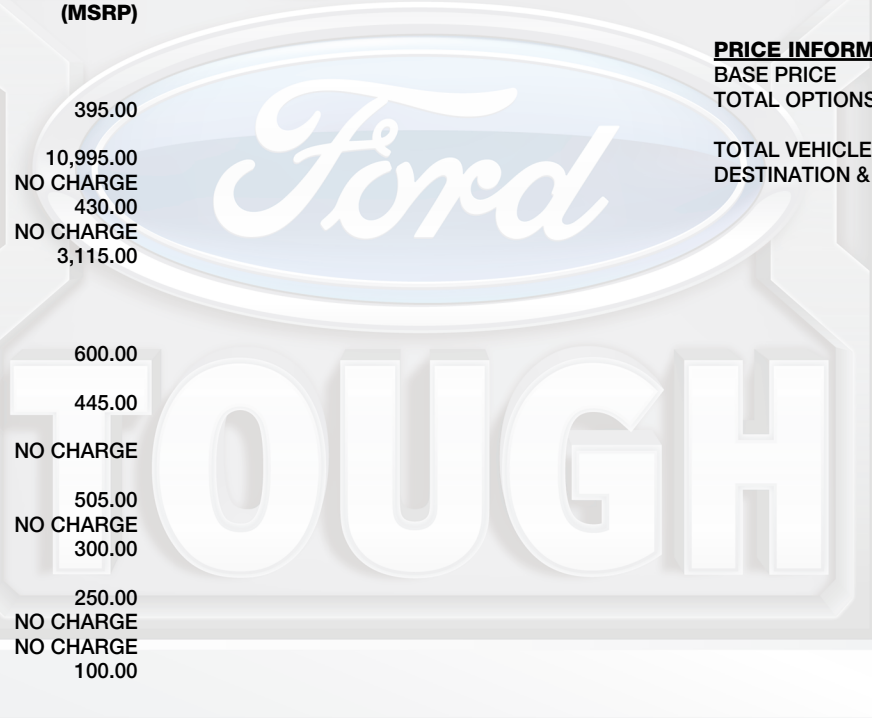 (MSRP)
395.00
10,995.00
NO CHARGE
430.00
NO CHARGE
3,115.00
600.00
445.00
NO CHARGE
505.00
NO CHARGE
300.00
250.00
NO CHARGE
NO CHARGE
100.00
PRICE INFORM
BASE PRICE
TOTAL OPTIONS
TOTAL VEHICLE
DESTINATION &
Ford
TOUGH